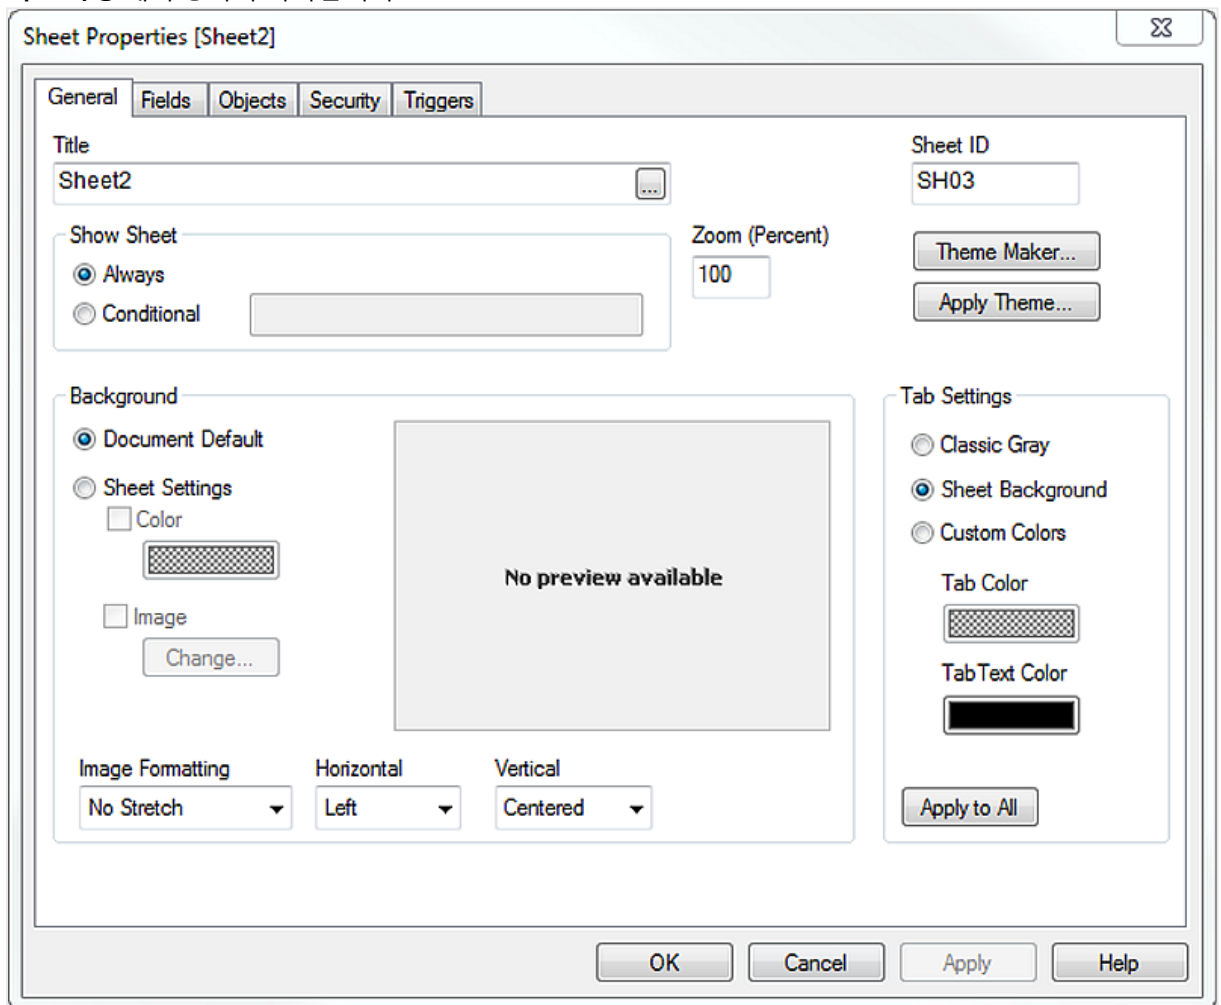 Sheet Properties [Sheet2]
General Fields Objects Security Triggers
Title
Sheet ID
Sheet2 ...
SH03
Show Sheet
Always
Conditional
Zoom (Percent)
100
Theme Maker...
Apply Theme...
Background
Document Default
Sheet Settings
Color
Image
Change...
No preview available
Image Formatting Horizontal Vertical
No Stretch Left Centered
Tab Settings
Classic Gray
Sheet Background
Custom Colors
Tab Color
Tab Text Color
Apply to All
OK Cancel Apply Help